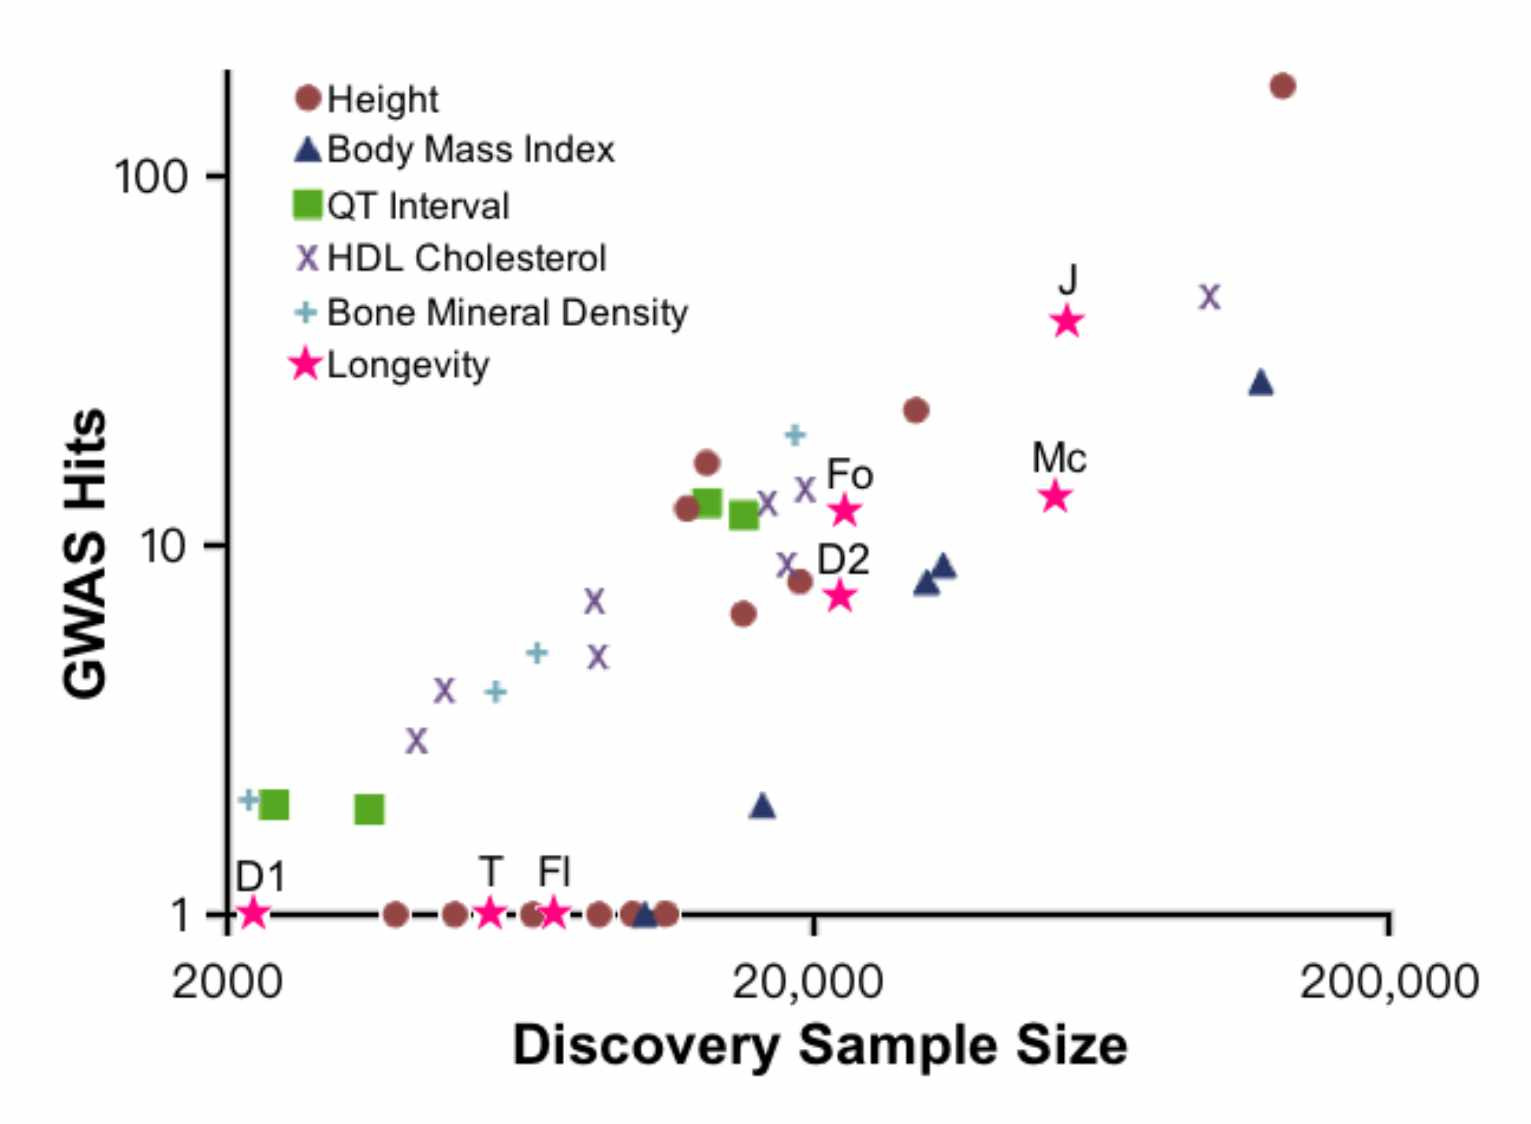 Height
Body Mass Index
100
QT Interval
X HDL Cholesterol
Bone Mineral Density
Longevity
J
X
Mc
Fo
X
X
10
D2
X
X
X
X
X
GWAS Hits
D1
T
Fl
1
2000
20,000
200,000
Discovery Sample Size